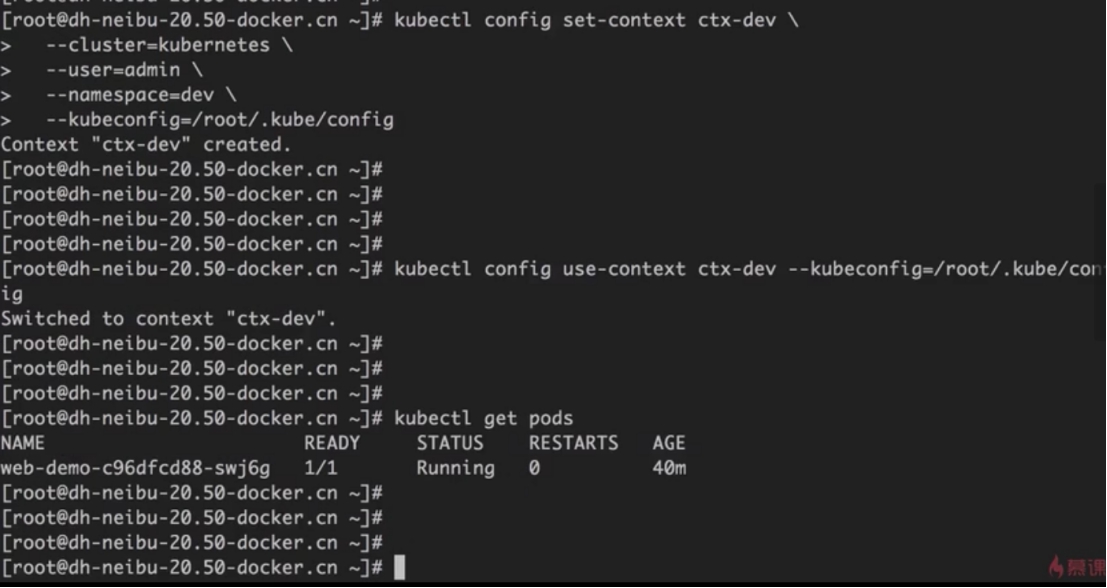 [root@dh-neibu-20.50-docker.cn ~]# kubectl config set-context ctx-dev \
>   --cluster=kubernetes \
>   --user=admin \
>   --namespace=dev \
>   --kubeconfig=/root/.kube/config
Context "ctx-dev" created.
[root@dh-neibu-20.50-docker.cn ~]#
[root@dh-neibu-20.50-docker.cn ~]#
[root@dh-neibu-20.50-docker.cn ~]#
[root@dh-neibu-20.50-docker.cn ~]#
[root@dh-neibu-20.50-docker.cn ~]# kubectl config use-context ctx-dev --kubeconfig=/root/.kube/conf
ig
Switched to context "ctx-dev".
[root@dh-neibu-20.50-docker.cn ~]#
[root@dh-neibu-20.50-docker.cn ~]#
[root@dh-neibu-20.50-docker.cn ~]#
[root@dh-neibu-20.50-docker.cn ~]# kubectl get pods
NAME                       READY     STATUS    RESTARTS   AGE
web-demo-c96dfcd88-swj6g   1/1       Running   0          40m
[root@dh-neibu-20.50-docker.cn ~]#
[root@dh-neibu-20.50-docker.cn ~]#
[root@dh-neibu-20.50-docker.cn ~]#
[root@dh-neibu-20.50-docker.cn ~]#
慕课